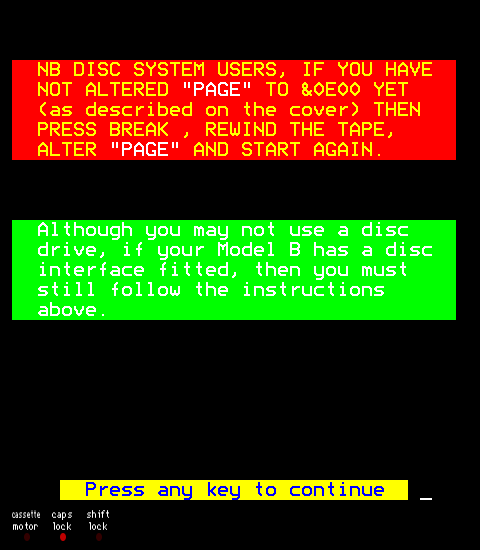 NB DISC SYSTEM USERS, IF YOU HAVE
NOT ALTERED "PAGE" TO &0E00 YET
(as described on the cover) THEN
PRESS BREAK , REWIND THE TAPE,
ALTER "PAGE" AND START AGAIN.
Although you may not use a disc
drive, if your Model B has a disc
interface fitted, then you must
still follow the instructions
above.
Press any key to continue _
cassette caps shift
motor lock lock